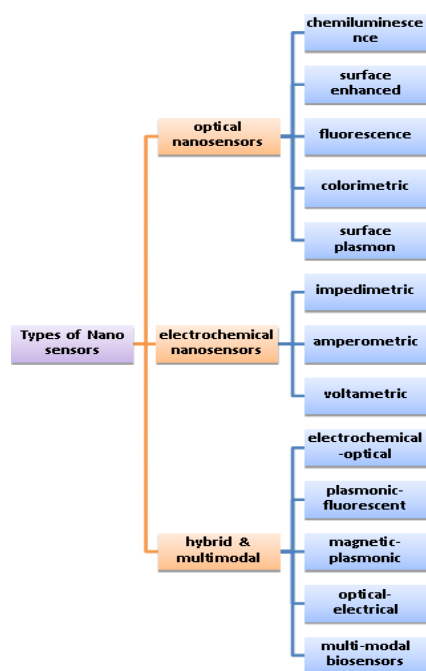 chemiluminesce
nce
surface
enhanced
optical
nanosensors
fluorescence
colorimetric
surface
plasmon
impedimetric
Types of Nano
sensors
electrochemical
nanosensors
amperometric
voltametric
electrochemical
-optical
plasmonic-
fluorescent
hybrid &
multimodal
magnetic-
plasmonic
optical-
electrical
multi-modal
biosensors